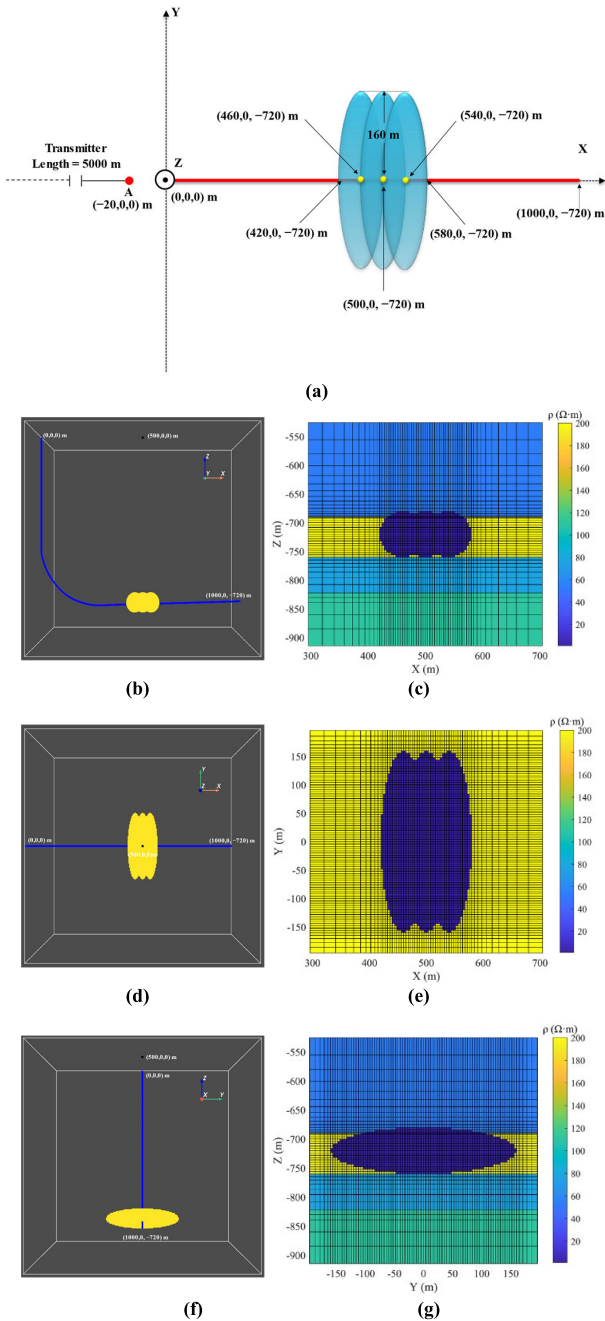 Y
(460,0, −720) m
(540,0, −720) m
160 m
Transmitter
Length = 5000 m
Z
X
A
(0,0,0) m
(−20,0,0) m
(1000,0, −720) m
(420,0, −720) m
(580,0, −720) m
(500,0, −720) m
(a)
(0,0,0) m
(500,0,0) m
Z
Y
X
(1000,0, −720) m
(b)
ρ (Ω·m)
-550
-600
-650
-700
-750
-800
-850
-900
Z (m)
300
400
500
600
700
X (m)
200
180
160
140
120
100
80
60
40
20
(c)
Y
Z
X
(0,0,0) m
(1000,0, −720) m
(d)
ρ (Ω·m)
150
100
50
0
-50
-100
-150
Y (m)
300
400
500
600
700
X (m)
200
180
160
140
120
100
80
60
40
20
(e)
(500,0,0) m
(0,0,0) m
Z
X
Y
(1000,0, −720) m
(f)
ρ (Ω·m)
-550
-600
-650
-700
-750
-800
-850
-900
Z (m)
-150
-100
-50
0
50
100
150
Y (m)
200
180
160
140
120
100
80
60
40
20
(g)